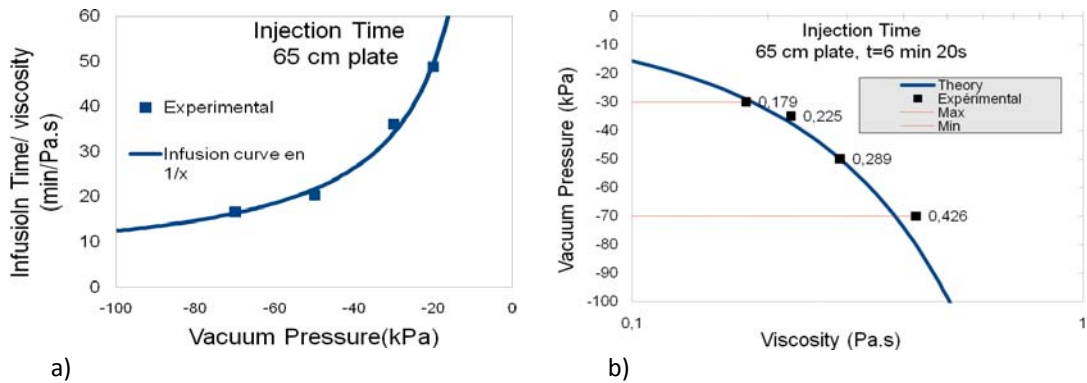 Injection Time
65 cm plate
Experimental
Infusion curve en
1/x
Infusioln Time/ viscosity
(min/Pa.s)
60
50
40
30
20
10
0
-100
-80
-60
-40
-20
0
Vacuum Pressure(kPa)
a)
Injection Time
65 cm plate, t=6 min 20s
Theory
Expérimental
Max
Min
0,179
0,225
0,289
0,426
Vacuum Pressure (kPa)
0
-10
-20
-30
-40
-50
-60
-70
-80
-90
-100
0,1
1
Viscosity (Pa.s)
b)